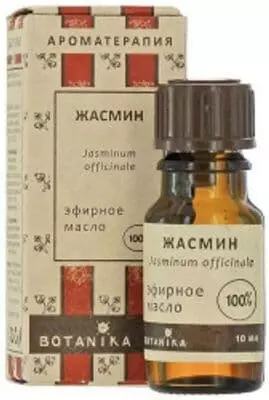 АРОМАТЕРАПИЯ
ЖАСМИН
Jasminum
officinale
эфирное
масло
100%
BOTANIKA
ЖАСМИН
Jasminum officinale
эфирное
масло
100%
BOTANIKA
10 мл